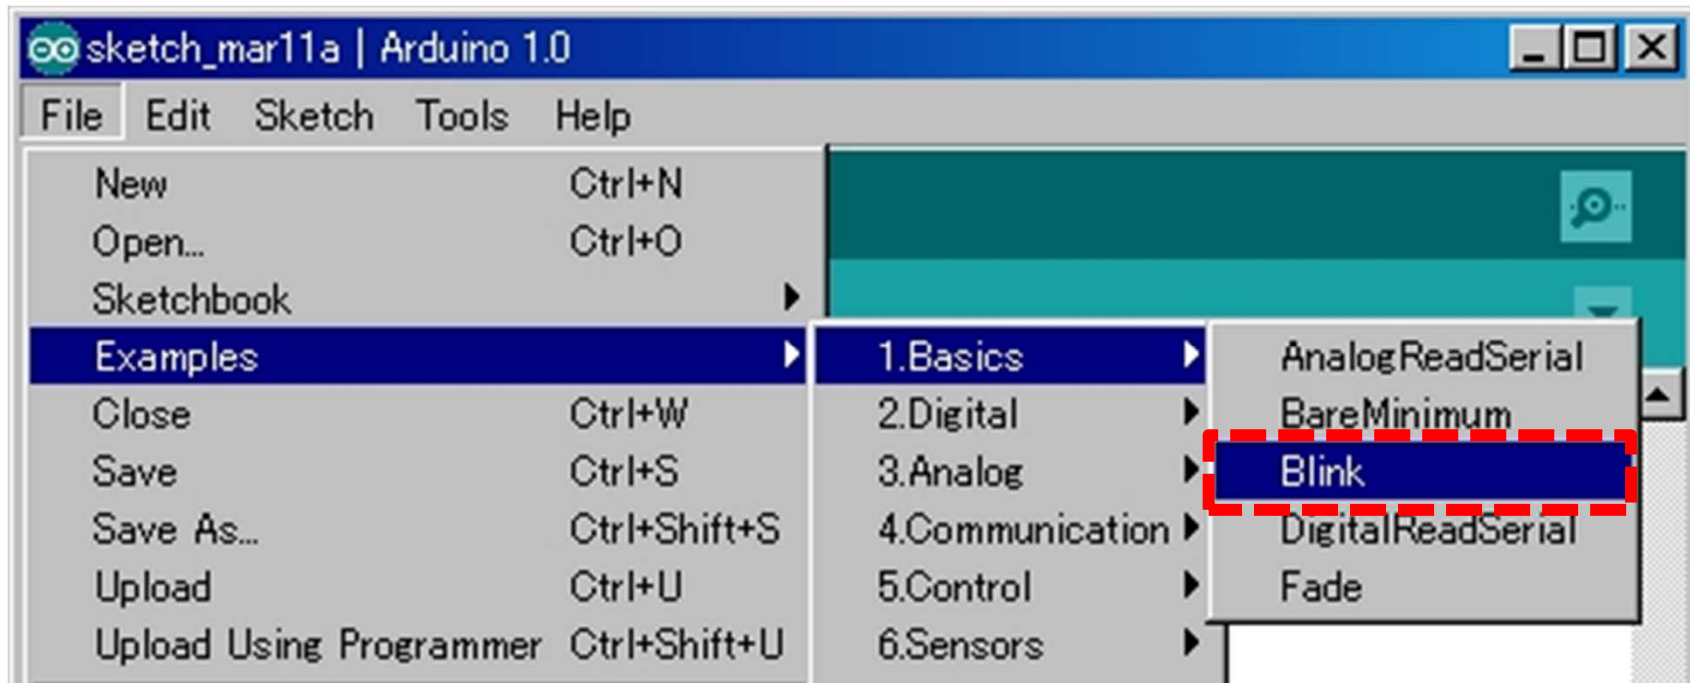 sketch_mar11a | Arduino 1.0
File Edit Sketch Tools Help
New Ctrl+N
Open... Ctrl+O
Sketchbook
Examples 1.Basics AnalogReadSerial
Close Ctrl+W 2.Digital BareMinimum
Save Ctrl+S 3.Analog Blink
Save As... Ctrl+Shift+S 4.Communication DigitalReadSerial
Upload Ctrl+U 5.Control Fade
Upload Using Programmer Ctrl+Shift+U 6.Sensors